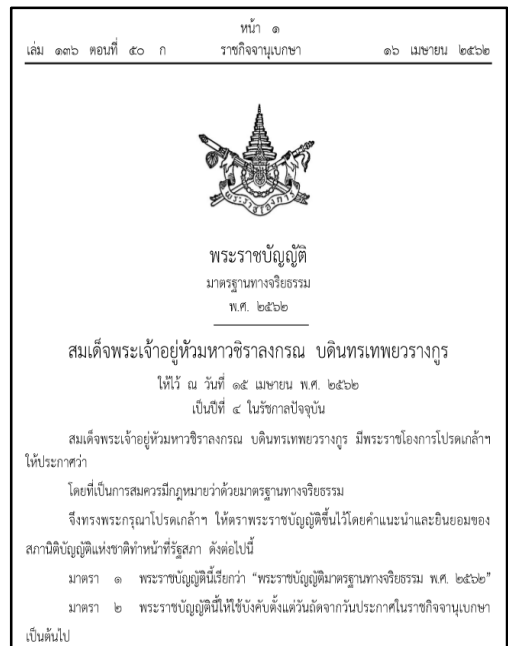 หน้า ๑
เล่ม ๑๓๖ ตอนที่ ๕๐ ก ราชกิจจานุเบกษา ๑๖ เมษายน ๒๕๖๒
พระบรมราชโองการ
พระราชบัญญัติ
มาตรฐานทางจริยธรรม
พ.ศ. ๒๕๖๒
สมเด็จพระเจ้าอยู่หัวมหาวชิราลงกรณ บดินทรเทพยวรางกูร
ให้ไว้ ณ วันที่ ๑๕ เมษายน พ.ศ. ๒๕๖๒
เป็นปีที่ ๔ ในรัชกาลปัจจุบัน
สมเด็จพระเจ้าอยู่หัวมหาวชิราลงกรณ บดินทรเทพยวรางกูร มีพระราชโองการโปรดเกล้าฯ
ให้ประกาศว่า
โดยที่เป็นการสมควรมีกฎหมายว่าด้วยมาตรฐานทางจริยธรรม
จึงทรงพระกรุณาโปรดเกล้าฯ ให้ตราพระราชบัญญัติขึ้นไว้โดยคำแนะนำและยินยอมของ
สภานิติบัญญัติแห่งชาติทำหน้าที่รัฐสภา ดังต่อไปนี้
มาตรา ๑ พระราชบัญญัตินี้เรียกว่า “พระราชบัญญัติมาตรฐานทางจริยธรรม พ.ศ. ๒๕๖๒”
มาตรา ๒ พระราชบัญญัตินี้ให้ใช้บังคับตั้งแต่วันถัดจากวันประกาศในราชกิจจานุเบกษา
เป็นต้นไป